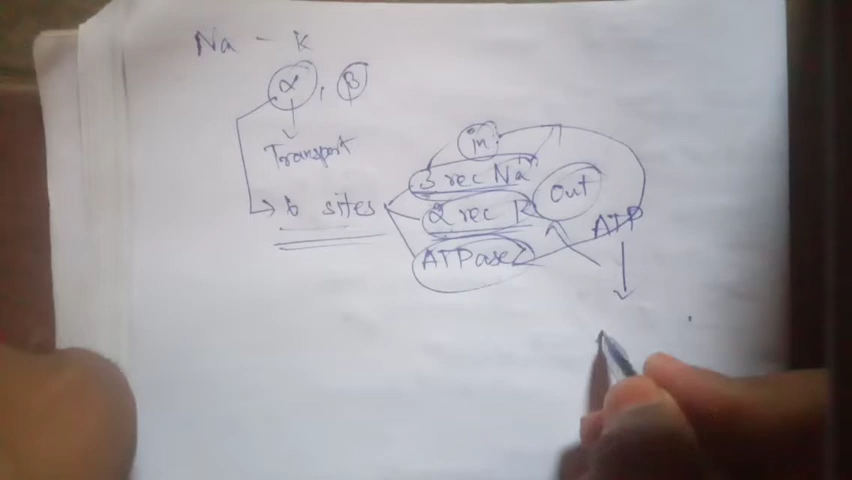 Na - K
α, β
Transport
in
3 rec Na
out
6 sites
2 rec K
ATP
ATPase